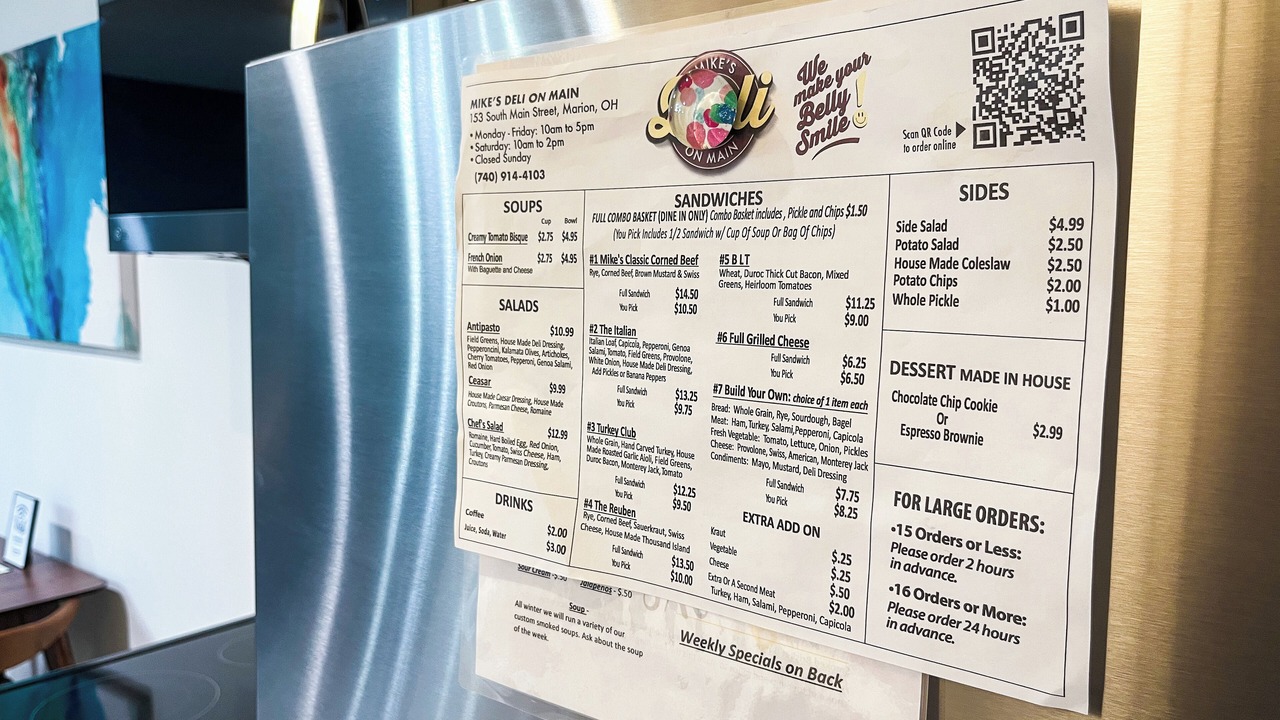 MIKE'S DELI ON MAIN
153 South Main Street, Marion, OH
• Monday - Friday: 10am to 5pm
• Saturday: 10am to 2pm
• Closed Sunday
(740) 914-4103
MIKE'S
Deli
ON MAIN
We
make your
Belly
Smile!
Scan QR Code
to order online
SOUPS
Cup Bowl
Creamy Tomato Bisque $2.75 $4.95
French Onion $2.75 $4.95
With Baguette and Cheese
SALADS
Antipasto $10.99
Field Greens, House Made Deli Dressing,
Pepperoncini, Kalamata Olives, Artichokes,
Cherry Tomatoes, Pepperoni, Genoa Salami,
Red Onion
Ceasar $9.99
House Made Caesar Dressing, House Made
Croutons, Parmesan Cheese, Romaine
Chef's Salad $12.99
Romaine, Hard Boiled Egg, Red Onion,
Cucumber, Tomato, Swiss Cheese, Ham,
Turkey, Creamy Parmesan Dressing,
Croutons
DRINKS
Coffee $2.00
Juice, Soda, Water $3.00
SANDWICHES
FULL COMBO BASKET (DINE IN ONLY) Combo Basket includes , Pickle and Chips $1.50
(You Pick Includes 1/2 Sandwich w/ Cup Of Soup Or Bag Of Chips)
#1 Mike's Classic Corned Beef
Rye, Corned Beef, Brown Mustard & Swiss
Full Sandwich $14.50
You Pick $10.50
#2 The Italian
Italian Loaf, Capicola, Pepperoni, Genoa
Salami, Tomato, Field Greens, Provolone,
White Onion, House Made Deli Dressing,
Add Pickles or Banana Peppers
Full Sandwich $13.25
You Pick $9.75
#3 Turkey Club
Whole Grain, Hand Carved Turkey, House
Made Roasted Garlic Aioli, Field Greens,
Duroc Bacon, Monterey Jack, Tomato
Full Sandwich $12.25
You Pick $9.50
#4 The Reuben
Rye, Corned Beef, Sauerkraut, Swiss
Cheese, House Made Thousand Island
Full Sandwich $13.50
You Pick $10.00
#5 B L T
Wheat, Duroc Thick Cut Bacon, Mixed
Greens, Heirloom Tomatoes
Full Sandwich $11.25
You Pick $9.00
#6 Full Grilled Cheese
Full Sandwich $6.25
You Pick $6.50
#7 Build Your Own: choice of 1 item each
Bread: Whole Grain, Rye, Sourdough, Bagel
Meat: Ham, Turkey, Salami,Pepperoni, Capicola
Fresh Vegetable: Tomato, Lettuce, Onion, Pickles
Cheese: Provolone, Swiss, American, Monterey Jack
Condiments: Mayo, Mustard, Deli Dressing
Full Sandwich $7.75
You Pick $8.25
EXTRA ADD ON
Kraut $.25
Vegetable $.25
Cheese $.50
Extra Or A Second Meat $2.00
Turkey, Ham, Salami, Pepperoni, Capicola
SIDES
Side Salad $4.99
Potato Salad $2.50
House Made Coleslaw $2.50
Potato Chips $2.00
Whole Pickle $1.00
DESSERT MADE IN HOUSE
Chocolate Chip Cookie
Or
Espresso Brownie $2.99
FOR LARGE ORDERS:
•15 Orders or Less:
Please order 2 hours
in advance.
•16 Orders or More:
Please order 24 hours
in advance.
Sour Cream - $.50 Jalapenos - $.50
Soup -
All winter we will run a variety of our
custom smoked soups. Ask about the soup
of the week.
Weekly Specials on Back